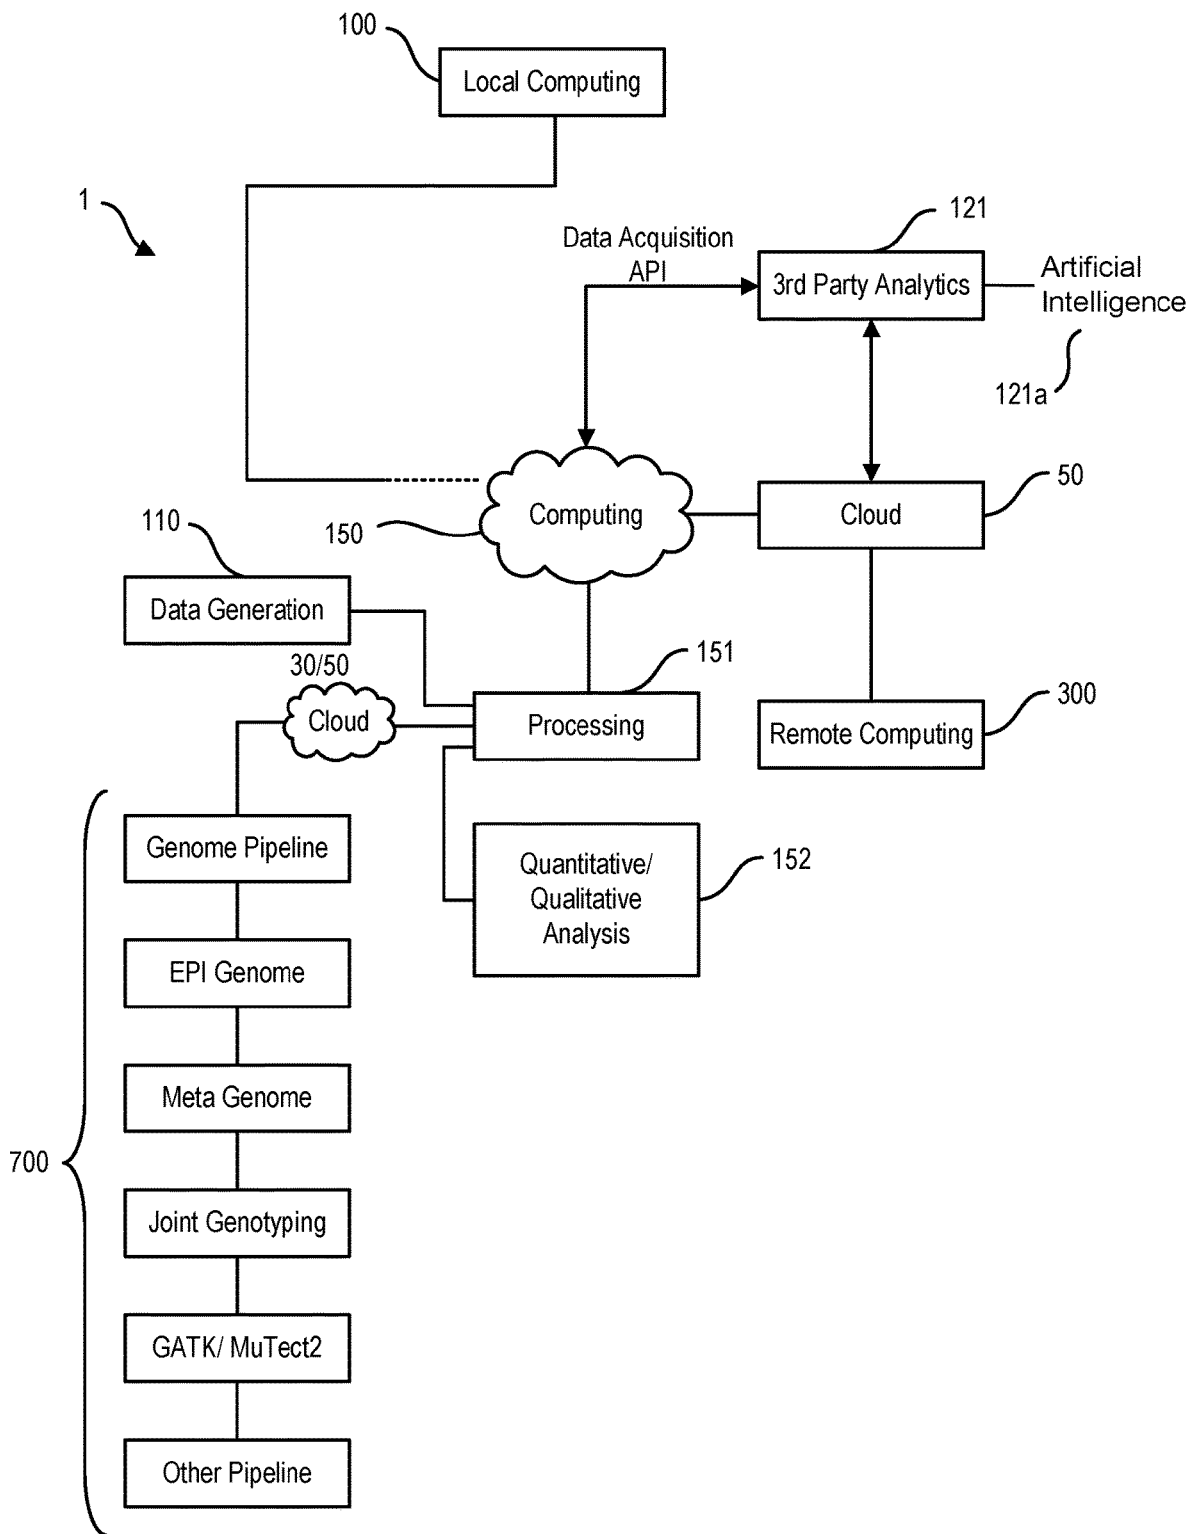 100
Local Computing
1
121
Data Acquisition
API
3rd Party Analytics
Artificial
Intelligence
121a
50
Computing
Cloud
150
110
Data Generation
151
30/50
Cloud
Processing
300
Remote Computing
Genome Pipeline
Quantitative/
Qualitative
Analysis
152
EPI Genome
Meta Genome
700
Joint Genotyping
GATK/ MuTect2
Other Pipeline